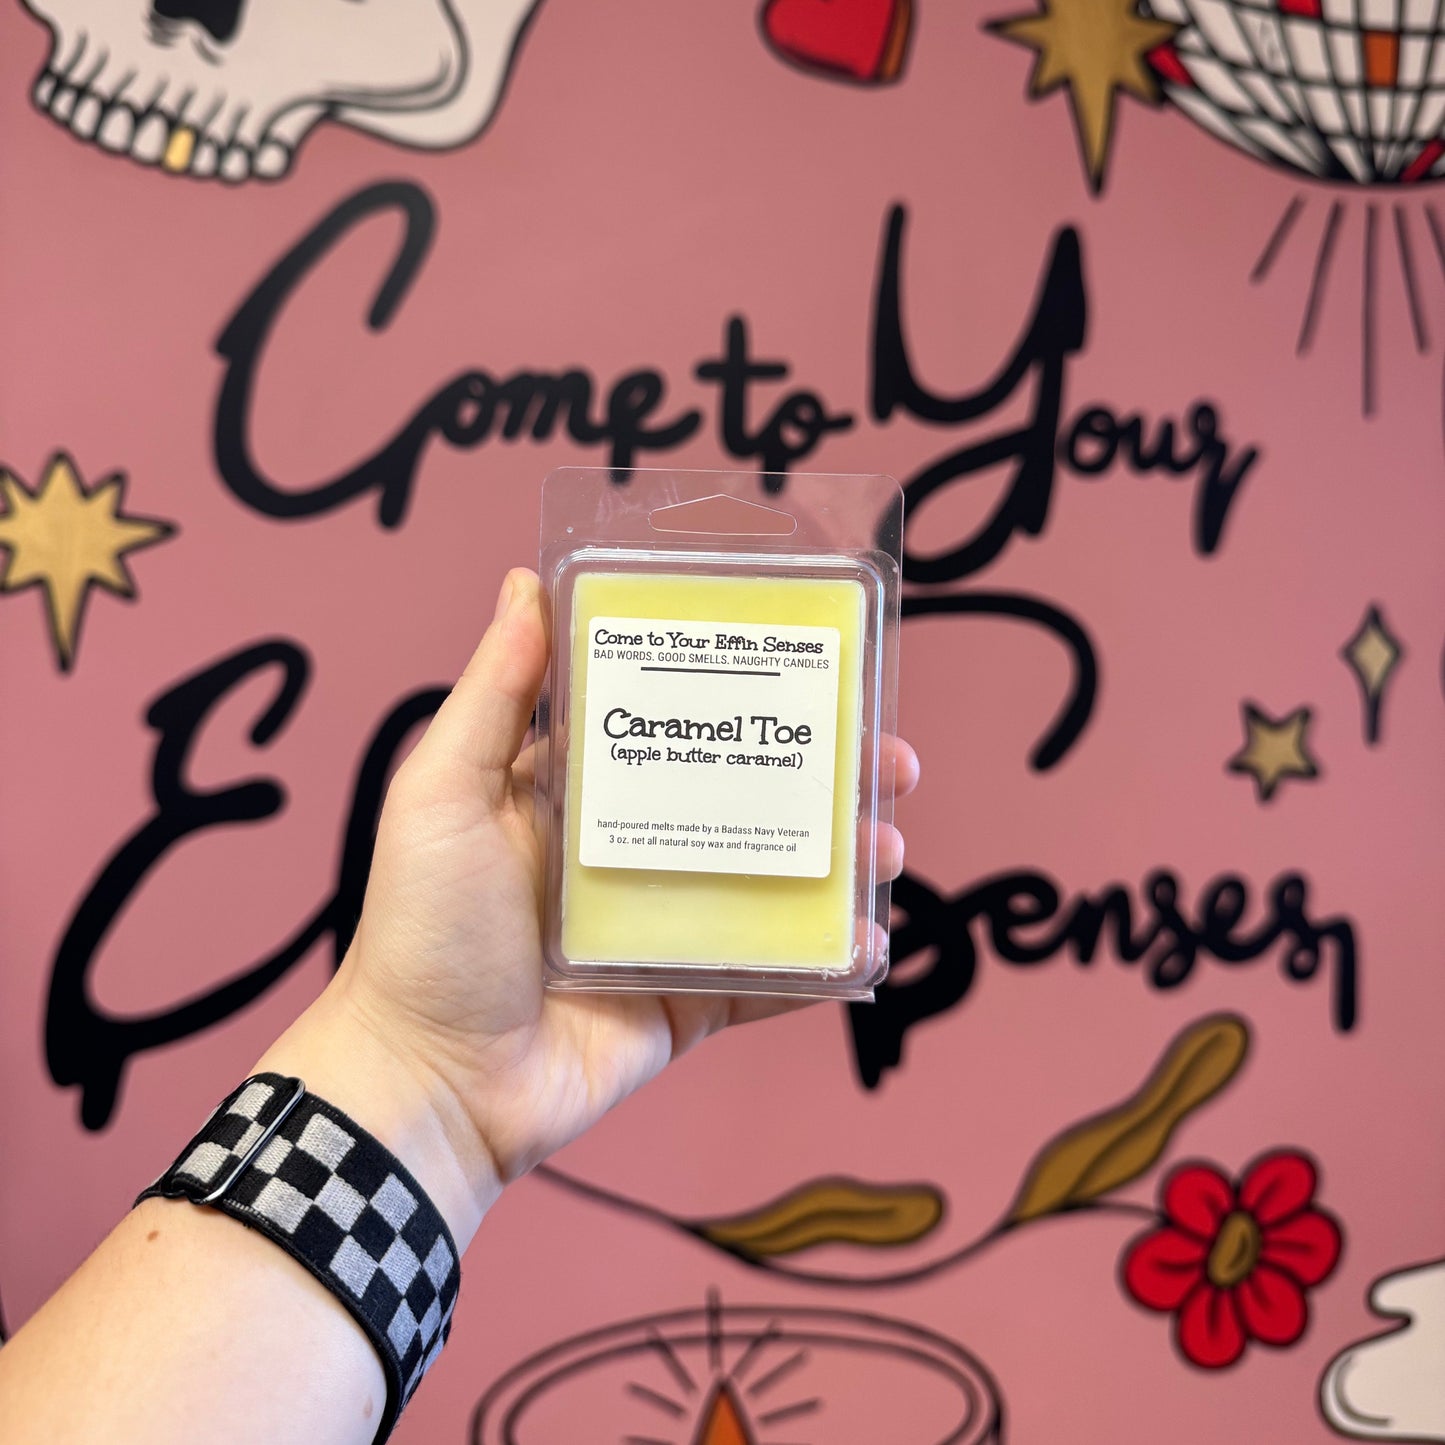 Come to Your
Effin Senses
Come to Your Effin Senses
BAD WORDS. GOOD SMELLS. NAUGHTY CANDLES
Caramel Toe
(apple butter caramel)
hand-poured melts made by a Badass Navy Veteran
3 oz. net all natural soy wax and fragrance oil